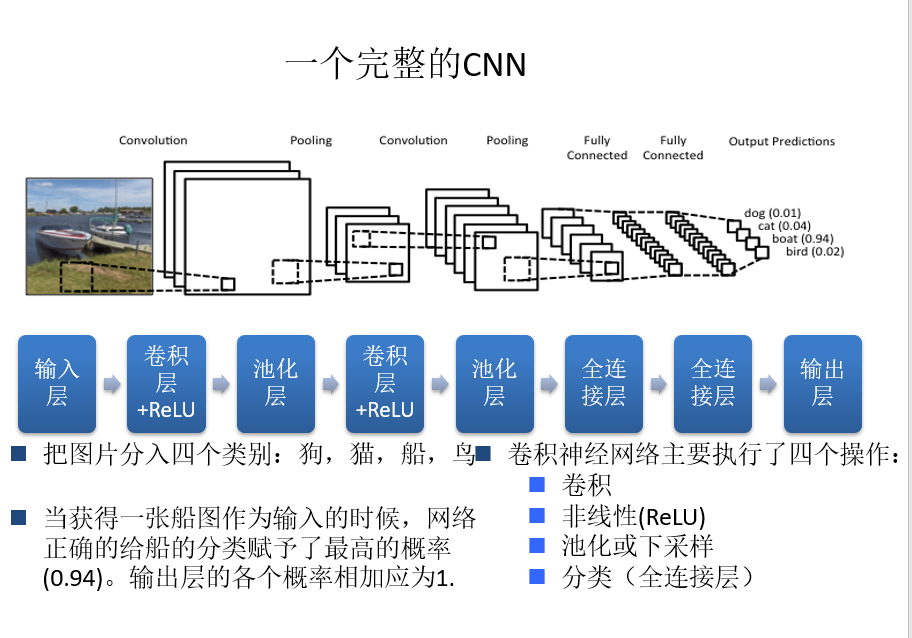 一个完整的CNN
Convolution
Pooling
Convolution
Pooling
Fully
Connected
Fully
Connected
Output Predictions
dog (0.01)
cat (0.04)
boat (0.94)
bird (0.02)
输入
层
卷积
层
+ReLU
池化
层
卷积
层
+ReLU
池化
层
全连
接层
全连
接层
输出
层
把图片分入四个类别：狗，猫，船，鸟
当获得一张船图作为输入的时候，网络
正确的给船的分类赋予了最高的概率
(0.94)。输出层的各个概率相加应为1.
卷积神经网络主要执行了四个操作：
卷积
非线性(ReLU)
池化或下采样
分类（全连接层）